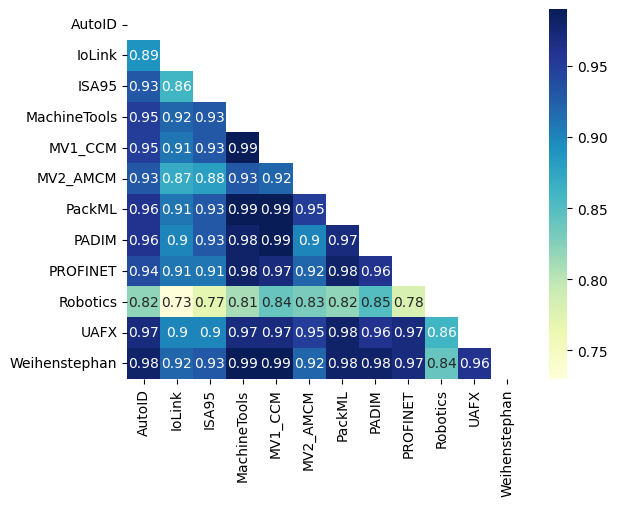 AutoID
IoLink 0.89
ISA95 0.93 0.86
MachineTools 0.95 0.92 0.93
MV1_CCM 0.95 0.91 0.93 0.99
MV2_AMCM 0.93 0.87 0.88 0.93 0.92
PackML 0.96 0.91 0.93 0.99 0.99 0.95
PADIM 0.96 0.9 0.93 0.98 0.99 0.9 0.97
PROFINET 0.94 0.91 0.91 0.98 0.97 0.92 0.98 0.96
Robotics 0.82 0.73 0.77 0.81 0.84 0.83 0.82 0.85 0.78
UAFX 0.97 0.9 0.9 0.97 0.97 0.95 0.98 0.96 0.97 0.86
Weihenstephan 0.98 0.92 0.93 0.99 0.99 0.92 0.98 0.98 0.97 0.84 0.96
AutoID IoLink ISA95 MachineTools MV1_CCM MV2_AMCM PackML PADIM PROFINET Robotics UAFX Weihenstephan
0.95
0.90
0.85
0.80
0.75